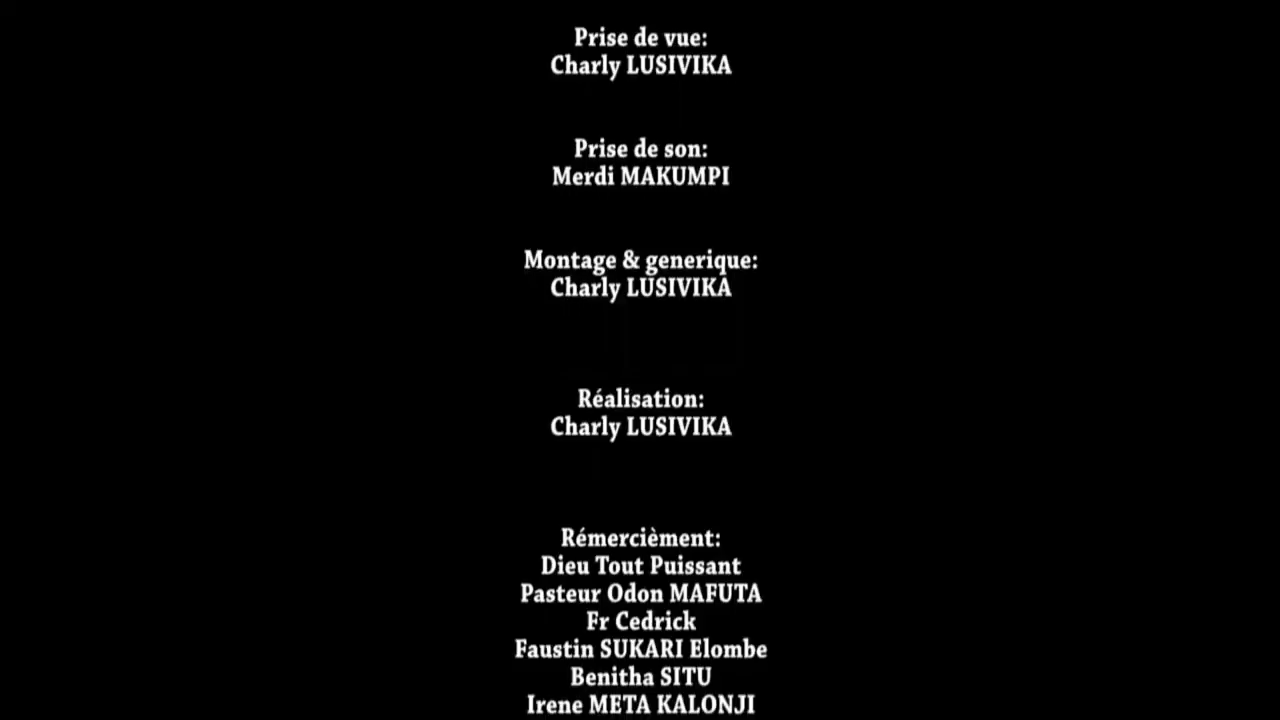 Prise de vue:
Charly LUSIVIKA
Prise de son:
Merdi MAKUMPI
Montage & generique:
Charly LUSIVIKA
Réalisation:
Charly LUSIVIKA
Rémercièment:
Dieu Tout Puissant
Pasteur Odon MAFUTA
Fr Cedrick
Faustin SUKARI Elombe
Benitha SITU
Irene META KALONJI